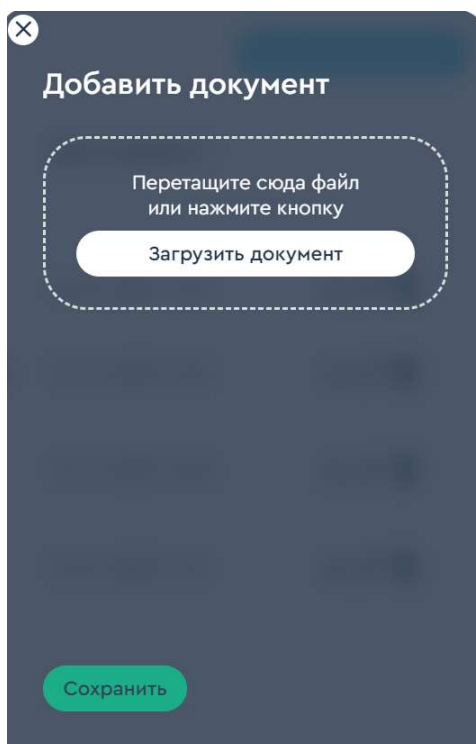 Добавить документ
Перетащите сюда файл
или нажмите кнопку
Загрузить документ
Сохранить